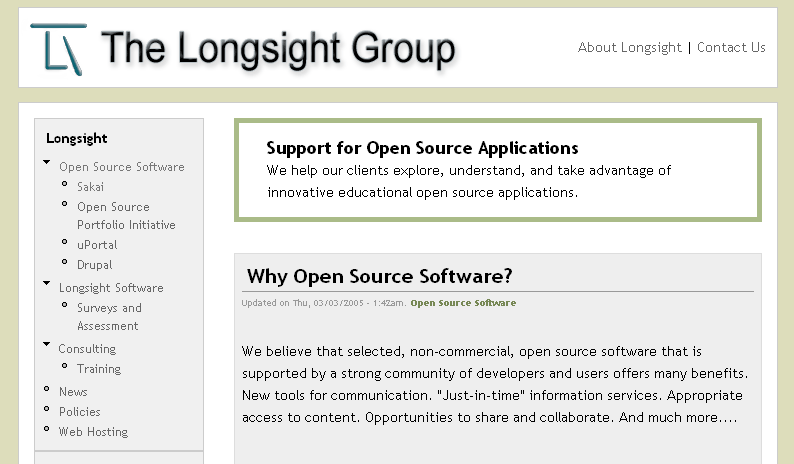 The Longsight Group
About Longsight | Contact Us
Longsight
Open Source Software
Sakai
Open Source
Portfolio Initiative
uPortal
Drupal
Longsight Software
Surveys and
Assessment
Consulting
Training
News
Policies
Web Hosting
Support for Open Source Applications
We help our clients explore, understand, and take advantage of
innovative educational open source applications.
Why Open Source Software?
Updated on Thu, 03/03/2005 - 1:42am. Open Source Software
We believe that selected, non-commercial, open source software that is
supported by a strong community of developers and users offers many benefits.
New tools for communication. "Just-in-time" information services. Appropriate
access to content. Opportunities to share and collaborate. And much more....